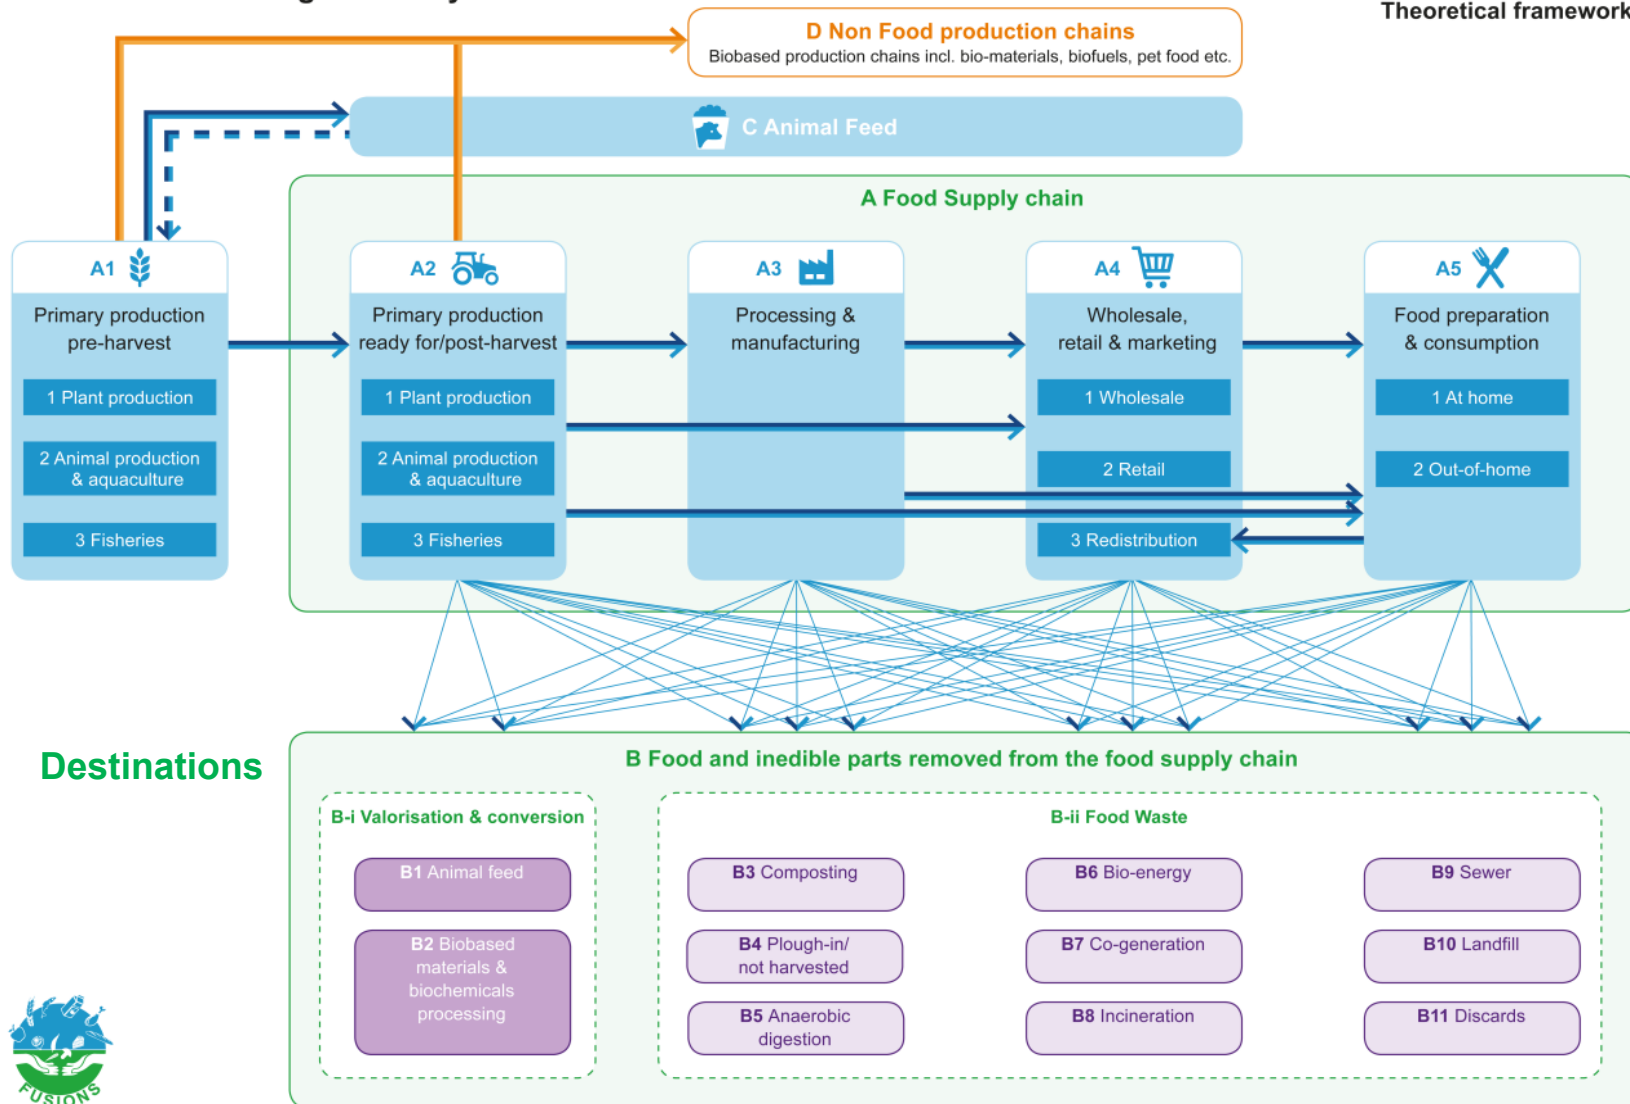 Theoretical framework
D Non Food production chains
Biobased production chains incl. bio-materials, biofuels, pet food etc.
C Animal Feed
A Food Supply chain
A1
Primary production
pre-harvest
1 Plant production
2 Animal production
& aquaculture
3 Fisheries
A2
Primary production
ready for/post-harvest
1 Plant production
2 Animal production
& aquaculture
3 Fisheries
A3
Processing &
manufacturing
A4
Wholesale,
retail & marketing
1 Wholesale
2 Retail
3 Redistribution
A5
Food preparation
& consumption
1 At home
2 Out-of-home
Destinations
B Food and inedible parts removed from the food supply chain
B-i Valorisation & conversion
B1 Animal feed
B2 Biobased
materials &
biochemicals
processing
B-ii Food Waste
B3 Composting
B4 Plough-in/
not harvested
B5 Anaerobic
digestion
B6 Bio-energy
B7 Co-generation
B8 Incineration
B9 Sewer
B10 Landfill
B11 Discards
FUSIONS